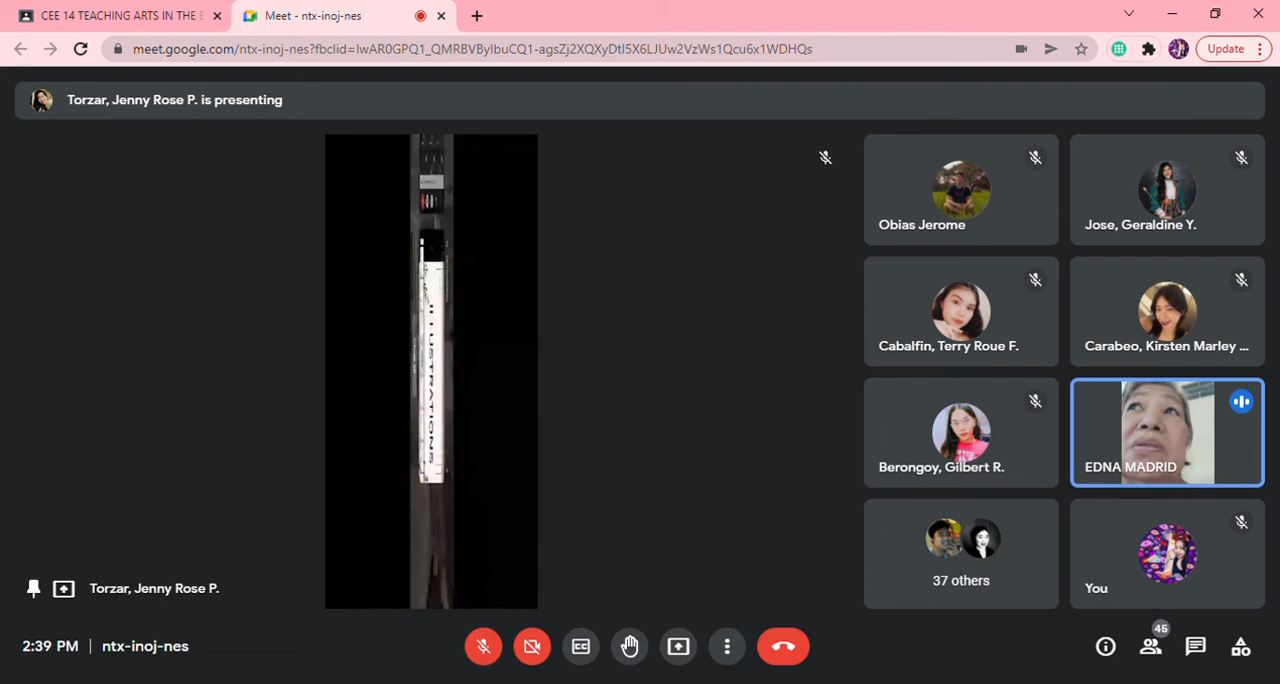 CEE 14 TEACHING ARTS IN THE E
Meet - ntx-inoj-nes
meet.google.com/ntx-inoj-nes?fbclid=IwAR0GPQ1_QMRBVBylbuCQ1-agsZj2XQXyDtI5X6LJUw2VzWs1Qcu6x1WDHQs
Update
Torzar, Jenny Rose P. is presenting
ILLUSTRATIONS
Obias Jerome
Jose, Geraldine Y.
Cabalfin, Terry Roue F.
Carabeo, Kirsten Marley ...
Berongoy, Gilbert R.
EDNA MADRID
37 others
You
Torzar, Jenny Rose P.
2:39 PM | ntx-inoj-nes
CC
45